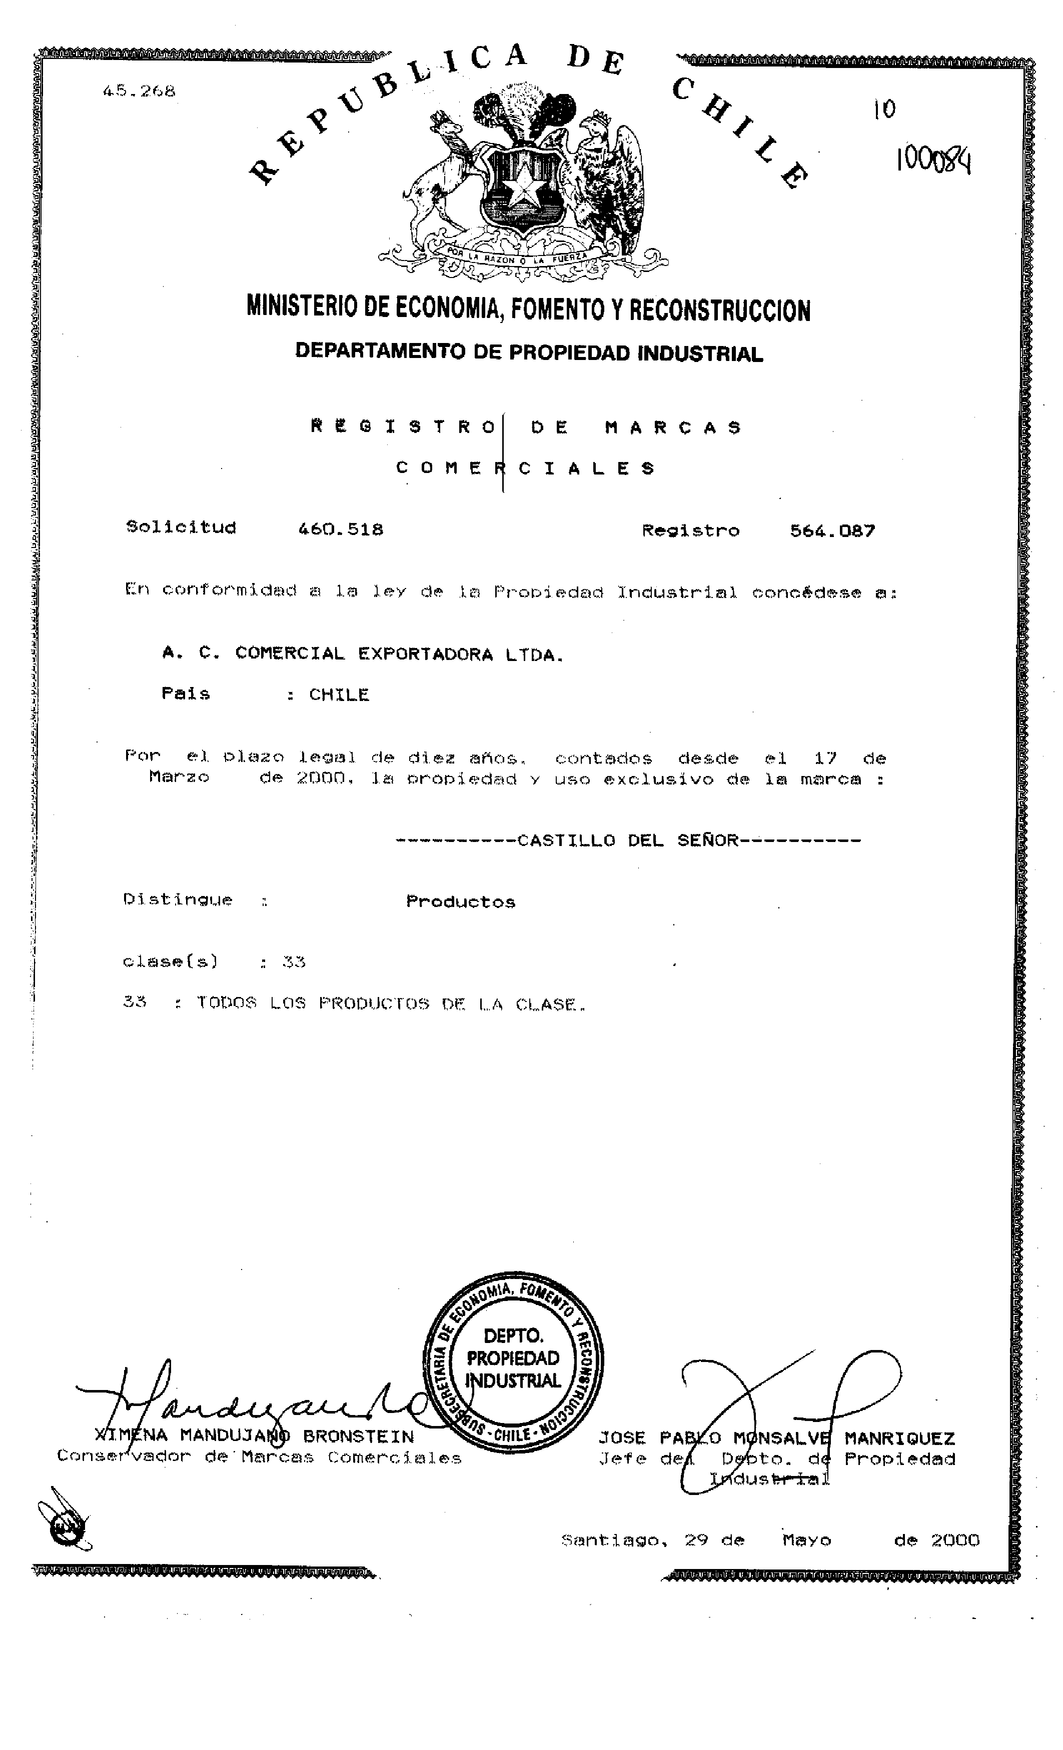 45.268
REPUBLICA DE CHILE
10
100084
POR LA RAZON O LA FUERZA
MINISTERIO DE ECONOMIA, FOMENTO Y RECONSTRUCCION
DEPARTAMENTO DE PROPIEDAD INDUSTRIAL
REGISTRO DE MARCAS
COMERCIALES
Solicitud 460.518 Registro 564.087
En conformidad a la ley de la Propiedad Industrial concédese a:
A. C. COMERCIAL EXPORTADORA LTDA.
Pais : CHILE
Por el plazo legal de diez años, contados desde el 17 de
Marzo de 2000, la propiedad y uso exclusivo de la marca :
----------CASTILLO DEL SEÑOR----------
Distingue : Productos
clase(s) : 33
33 : TODOS LOS PRODUCTOS DE LA CLASE.
SUBSECRETARIA DE ECONOMIA, FOMENTO Y RECONSTRUCCION
- CHILE -
DEPTO.
PROPIEDAD
INDUSTRIAL
XIMENA MANDUJANO BRONSTEIN
Conservador de Marcas Comerciales
JOSE PABLO MONSALVE MANRIQUEZ
Jefe del Depto. de Propiedad
Industrial
Santiago, 29 de Mayo de 2000